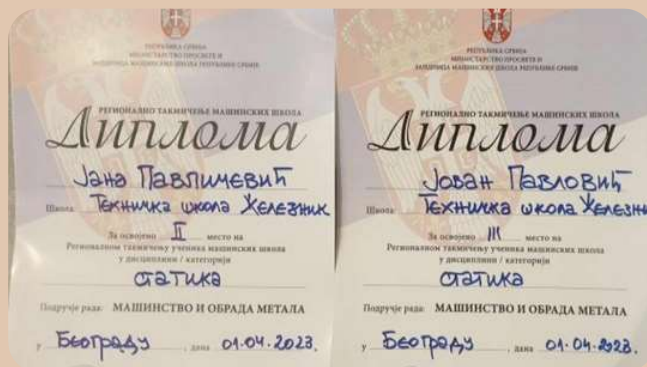 РЕПУБЛИКА СРБИЈА
МИНИСТАРСТВО ПРОСВЕТЕ И
ЗАЈЕДНИЦА МАШИНСКИХ ШКОЛА РЕПУБЛИКЕ СРБИЈЕ
РЕГИОНАЛНО ТАКМИЧЕЊЕ МАШИНСКИХ ШКОЛА
Диплома
Јана Павличевић
Школа: Техничка школа Железник
За освојено II место на
Регионалном такмичењу ученика машинских школа
у дисциплини / категорији
статика
Подручје рада: МАШИНСТВО И ОБРАДА МЕТАЛА
у Београду, дана 01.04.2023.
РЕПУБЛИКА СРБИЈА
МИНИСТАРСТВО ПРОСВЕТЕ И
ЗАЈЕДНИЦА МАШИНСКИХ ШКОЛА РЕПУБЛИКЕ СРБИЈЕ
РЕГИОНАЛНО ТАКМИЧЕЊЕ МАШИНСКИХ ШКОЛА
Диплома
Јован Павловић
Школа: Техничка школа Железни
За освојено III место на
Регионалном такмичењу ученика машинских школа
у дисциплини / категорији
статика
Подручје рада: МАШИНСТВО И ОБРАДА МЕТАЛА
у Београду, дана 01.04.2023.